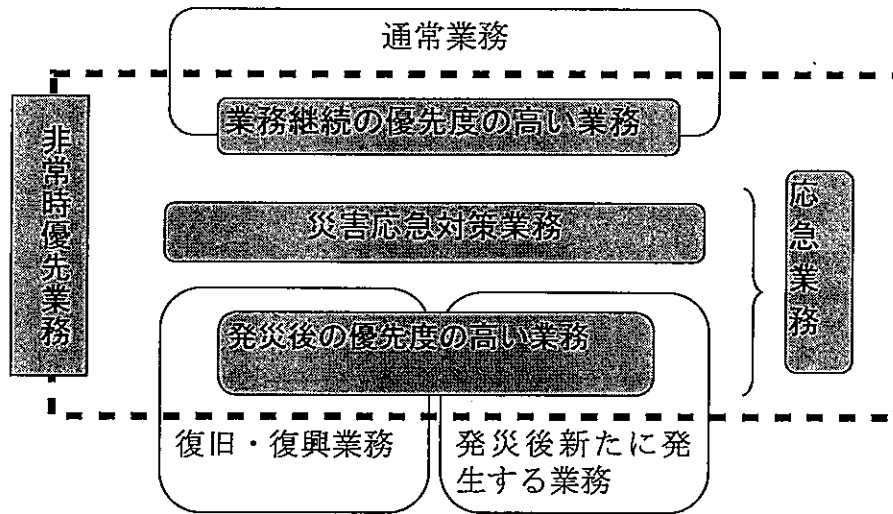 通常業務
業務継続の優先度の高い業務
非常時優先業務
災害応急対策業務
応急業務
発災後の優先度の高い業務
復旧・復興業務
発災後新たに発
生する業務